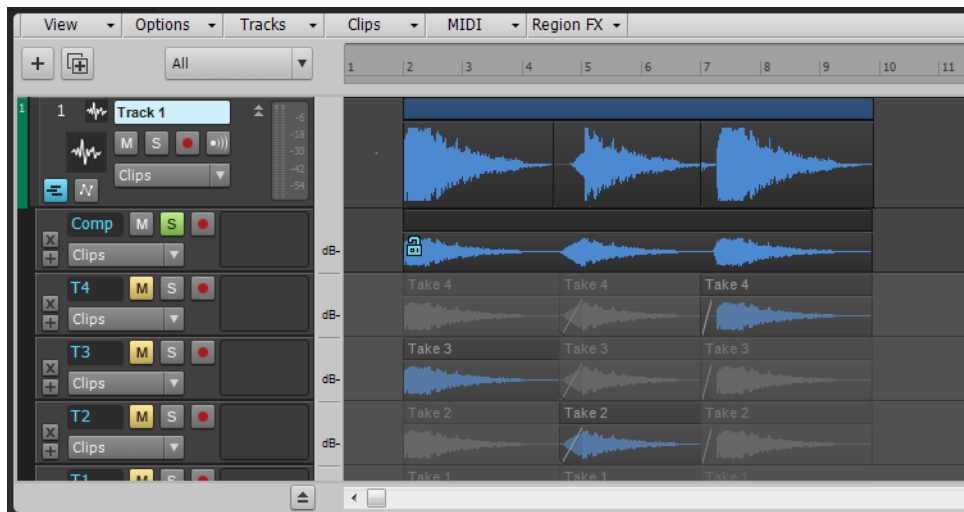 View Options Tracks Clips MIDI Region FX
+ All 1 2 3 4 5 6 7 8 9 10 11
1 1 Track 1 -6
M S -18
-30
Clips -42
-54
Comp M S
X
+ Clips dB-
T4 M S Take 4 Take 4 Take 4
X
+ Clips dB-
T3 M S Take 3 Take 3 Take 3
X
+ Clips dB-
T2 M S Take 2 Take 2 Take 2
X
+ Clips dB-
T1 M S Take 1 Take 1 Take 1